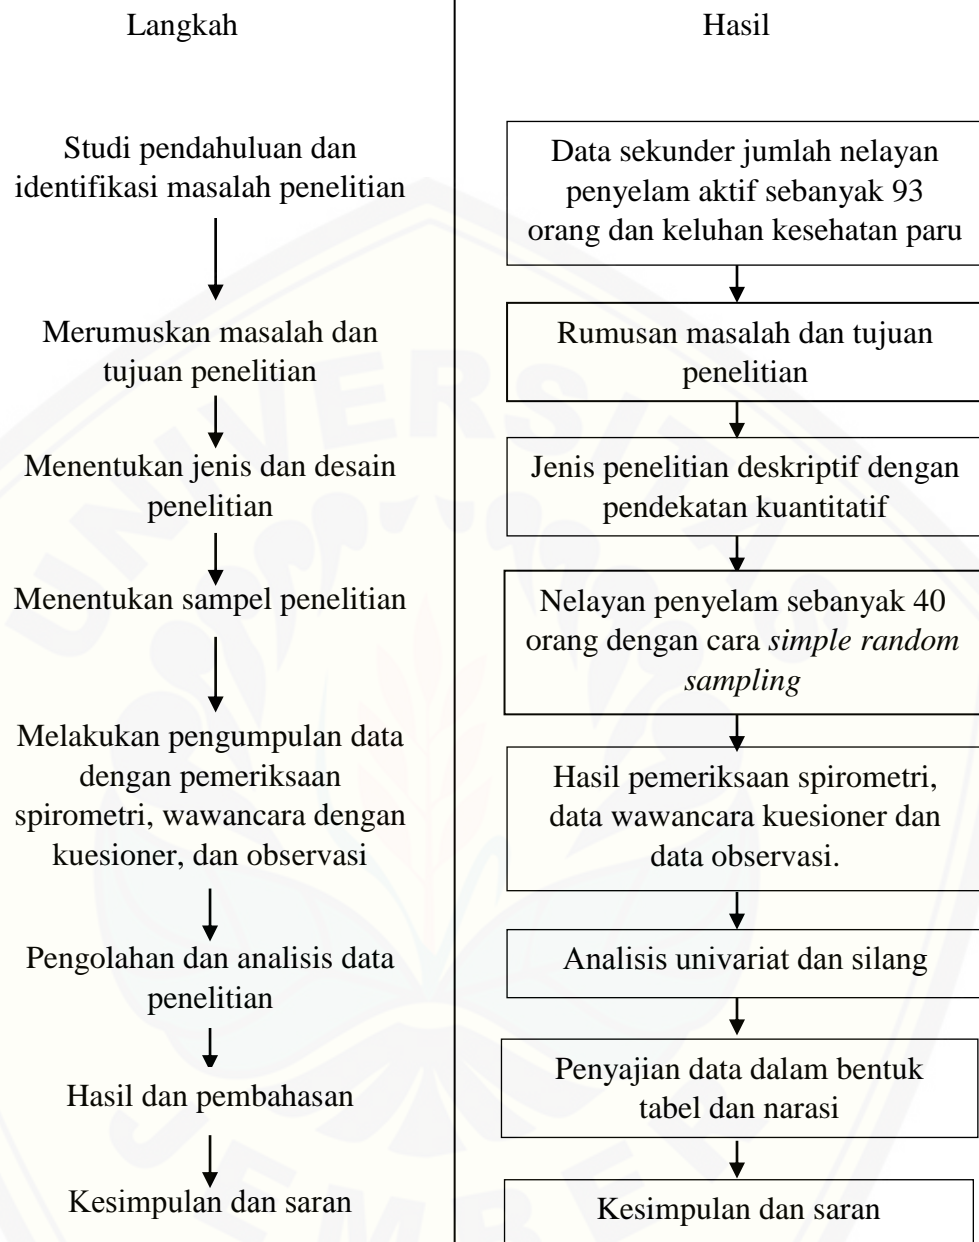 Langkah
Hasil
Studi pendahuluan dan
identifikasi masalah penelitian
Data sekunder jumlah nelayan
penyelam aktif sebanyak 93
orang dan keluhan kesehatan paru
Merumuskan masalah dan
tujuan penelitian
Rumusan masalah dan tujuan
penelitian
Menentukan jenis dan desain
penelitian
Jenis penelitian deskriptif dengan
pendekatan kuantitatif
Menentukan sampel penelitian
Nelayan penyelam sebanyak 40
orang dengan cara simple random
sampling
Melakukan pengumpulan data
dengan pemeriksaan
spirometri, wawancara dengan
kuesioner, dan observasi
Hasil pemeriksaan spirometri,
data wawancara kuesioner dan
data observasi.
Pengolahan dan analisis data
penelitian
Analisis univariat dan silang
Hasil dan pembahasan
Penyajian data dalam bentuk
tabel dan narasi
Kesimpulan dan saran
Kesimpulan dan saran
UNIVERSITAS
JEMBER